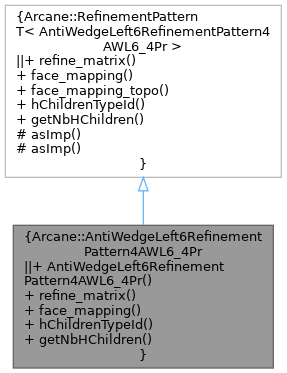 {Arcane::RefinementPattern
T< AntiWedgeLeft6RefinementPattern4
AWL6_4Pr >
||+ refine_matrix()
+ face_mapping()
+ face_mapping_topo()
+ hChildrenTypeId()
+ getNbHChildren()
# asImp()
# asImp()
}
{Arcane::AntiWedgeLeft6Refinement
Pattern4AWL6_4Pr
||+ AntiWedgeLeft6Refinement
Pattern4AWL6_4Pr()
+ refine_matrix()
+ face_mapping()
+ hChildrenTypeId()
+ getNbHChildren()
}